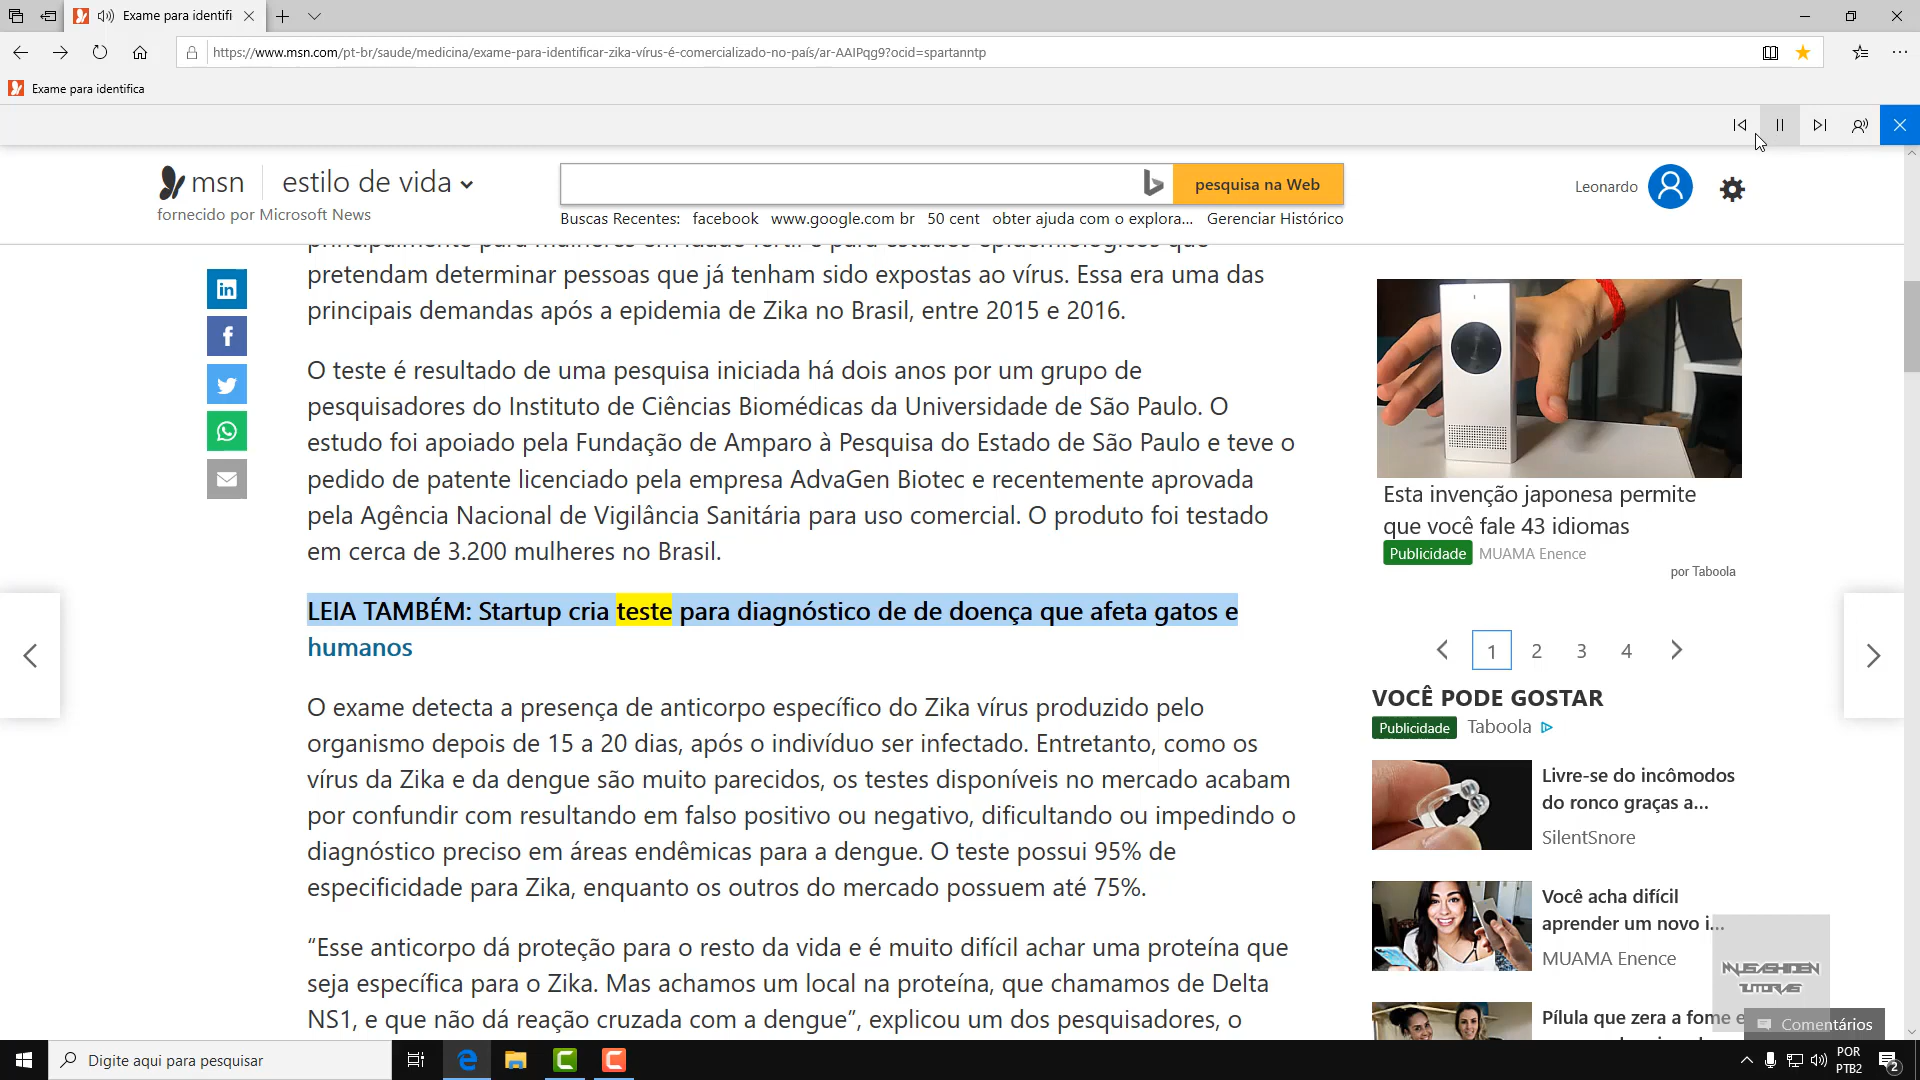 Exame para identifi
https://www.msn.com/pt-br/saude/medicina/exame-para-identificar-zika-vírus-é-comercializado-no-país/ar-AAIPqg9?ocid=spartanntp
Exame para identifica
msn
estilo de vida
fornecido por Microsoft News
pesquisa na Web
Buscas Recentes: facebook www.google.com br 50 cent obter ajuda com o explora... Gerenciar Histórico
Leonardo
principalmente para mulheres em idade fértil e para estudos epidemiológicos que
pretendam determinar pessoas que já tenham sido expostas ao vírus. Essa era uma das
principais demandas após a epidemia de Zika no Brasil, entre 2015 e 2016.
O teste é resultado de uma pesquisa iniciada há dois anos por um grupo de
pesquisadores do Instituto de Ciências Biomédicas da Universidade de São Paulo. O
estudo foi apoiado pela Fundação de Amparo à Pesquisa do Estado de São Paulo e teve o
pedido de patente licenciado pela empresa AdvaGen Biotec e recentemente aprovada
pela Agência Nacional de Vigilância Sanitária para uso comercial. O produto foi testado
em cerca de 3.200 mulheres no Brasil.
LEIA TAMBÉM: Startup cria teste para diagnóstico de de doença que afeta gatos e
humanos
O exame detecta a presença de anticorpo específico do Zika vírus produzido pelo
organismo depois de 15 a 20 dias, após o indivíduo ser infectado. Entretanto, como os
vírus da Zika e da dengue são muito parecidos, os testes disponíveis no mercado acabam
por confundir com resultando em falso positivo ou negativo, dificultando ou impedindo o
diagnóstico preciso em áreas endêmicas para a dengue. O teste possui 95% de
especificidade para Zika, enquanto os outros do mercado possuem até 75%.
“Esse anticorpo dá proteção para o resto da vida e é muito difícil achar uma proteína que
seja específica para o Zika. Mas achamos um local na proteína, que chamamos de Delta
NS1, e que não dá reação cruzada com a dengue”, explicou um dos pesquisadores, o
Esta invenção japonesa permite
que você fale 43 idiomas
Publicidade MUAMA Enence
por Taboola
1 2 3 4
VOCÊ PODE GOSTAR
Publicidade Taboola
Livre-se do incômodos
do ronco graças a...
SilentSnore
Você acha difícil
aprender um novo i...
MUAMA Enence
Pílula que zera a fome e
MUSASHIDEN
TUTORIAS
Comentários
Digite aqui para pesquisar
POR
PTB2
2